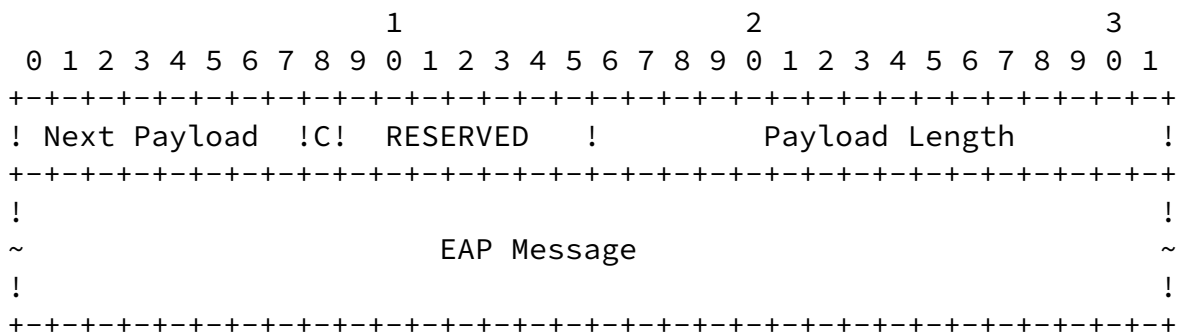 1                   2                   3
 0 1 2 3 4 5 6 7 8 9 0 1 2 3 4 5 6 7 8 9 0 1 2 3 4 5 6 7 8 9 0 1
+-+-+-+-+-+-+-+-+-+-+-+-+-+-+-+-+-+-+-+-+-+-+-+-+-+-+-+-+-+-+-+-+
! Next Payload  !C!  RESERVED   !         Payload Length        !
+-+-+-+-+-+-+-+-+-+-+-+-+-+-+-+-+-+-+-+-+-+-+-+-+-+-+-+-+-+-+-+-+
!                                                               !
~                       EAP Message                             ~
!                                                               !
+-+-+-+-+-+-+-+-+-+-+-+-+-+-+-+-+-+-+-+-+-+-+-+-+-+-+-+-+-+-+-+-+